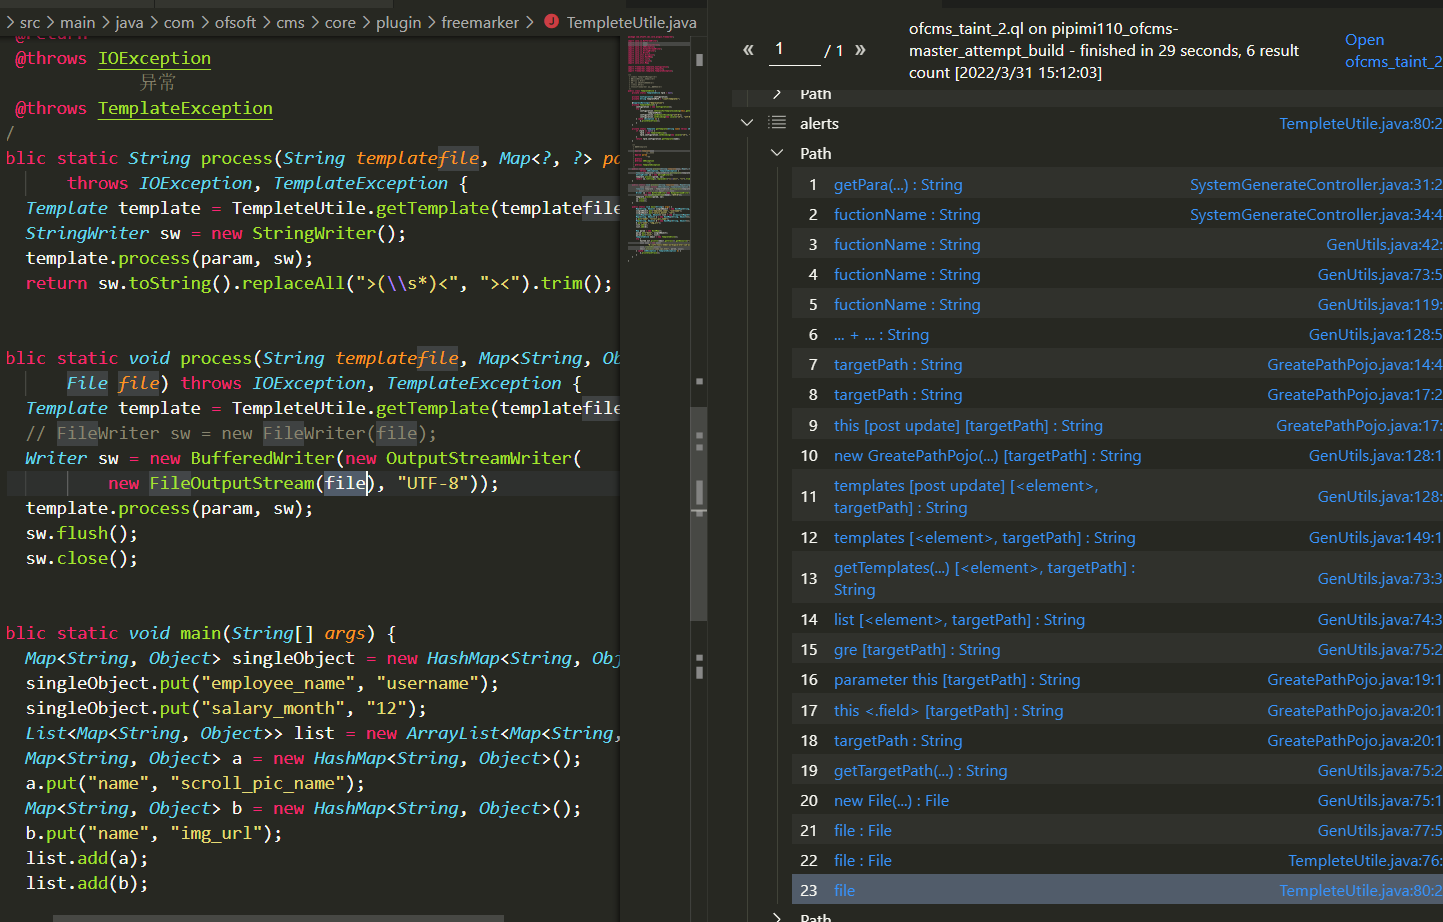 src > main > java > com > ofsoft > cms > core > plugin > freemarker > TempleteUtile.java
@return
@throws IOException
异常
@throws TemplateException
/
blic static String process(String templatefile, Map<?, ?> pa
throws IOException, TemplateException {
Template template = TempleteUtile.getTemplate(templatefile
StringWriter sw = new StringWriter();
template.process(param, sw);
return sw.toString().replaceAll(">(\\s*)<", "><").trim();
blic static void process(String templatefile, Map<String, Ob
File file) throws IOException, TemplateException {
Template template = TempleteUtile.getTemplate(templatefile
// FileWriter sw = new FileWriter(file);
Writer sw = new BufferedWriter(new OutputStreamWriter(
new FileOutputStream(file), "UTF-8"));
template.process(param, sw);
sw.flush();
sw.close();
blic static void main(String[] args) {
Map<String, Object> singleObject = new HashMap<String, Obj
singleObject.put("employee_name", "username");
singleObject.put("salary_month", "12");
List<Map<String, Object>> list = new ArrayList<Map<String,
Map<String, Object> a = new HashMap<String, Object>();
a.put("name", "scroll_pic_name");
Map<String, Object> b = new HashMap<String, Object>();
b.put("name", "img_url");
list.add(a);
list.add(b);
« 1 / 1 »
ofcms_taint_2.ql on pipimi110_ofcms-
master_attempt_build - finished in 29 seconds, 6 result
count [2022/3/31 15:12:03]
Open
ofcms_taint_2
Path
alerts TempleteUtile.java:80:2
Path
1 getPara(...) : String SystemGenerateController.java:31:2
2 fuctionName : String SystemGenerateController.java:34:4
3 fuctionName : String GenUtils.java:42:
4 fuctionName : String GenUtils.java:73:5
5 fuctionName : String GenUtils.java:119:
6 ... + ... : String GenUtils.java:128:5
7 targetPath : String GreatePathPojo.java:14:4
8 targetPath : String GreatePathPojo.java:17:2
9 this [post update] [targetPath] : String GreatePathPojo.java:17:
10 new GreatePathPojo(...) [targetPath] : String GenUtils.java:128:1
11 templates [post update] [<element>, GenUtils.java:128:
targetPath] : String
12 templates [<element>, targetPath] : String GenUtils.java:149:1
13 getTemplates(...) [<element>, targetPath] : GenUtils.java:73:3
String
14 list [<element>, targetPath] : String GenUtils.java:74:3
15 gre [targetPath] : String GenUtils.java:75:2
16 parameter this [targetPath] : String GreatePathPojo.java:19:1
17 this <.field> [targetPath] : String GreatePathPojo.java:20:1
18 targetPath : String GreatePathPojo.java:20:1
19 getTargetPath(...) : String GenUtils.java:75:2
20 new File(...) : File GenUtils.java:75:1
21 file : File GenUtils.java:77:5
22 file : File TempleteUtile.java:76:
23 file TempleteUtile.java:80:2
Path